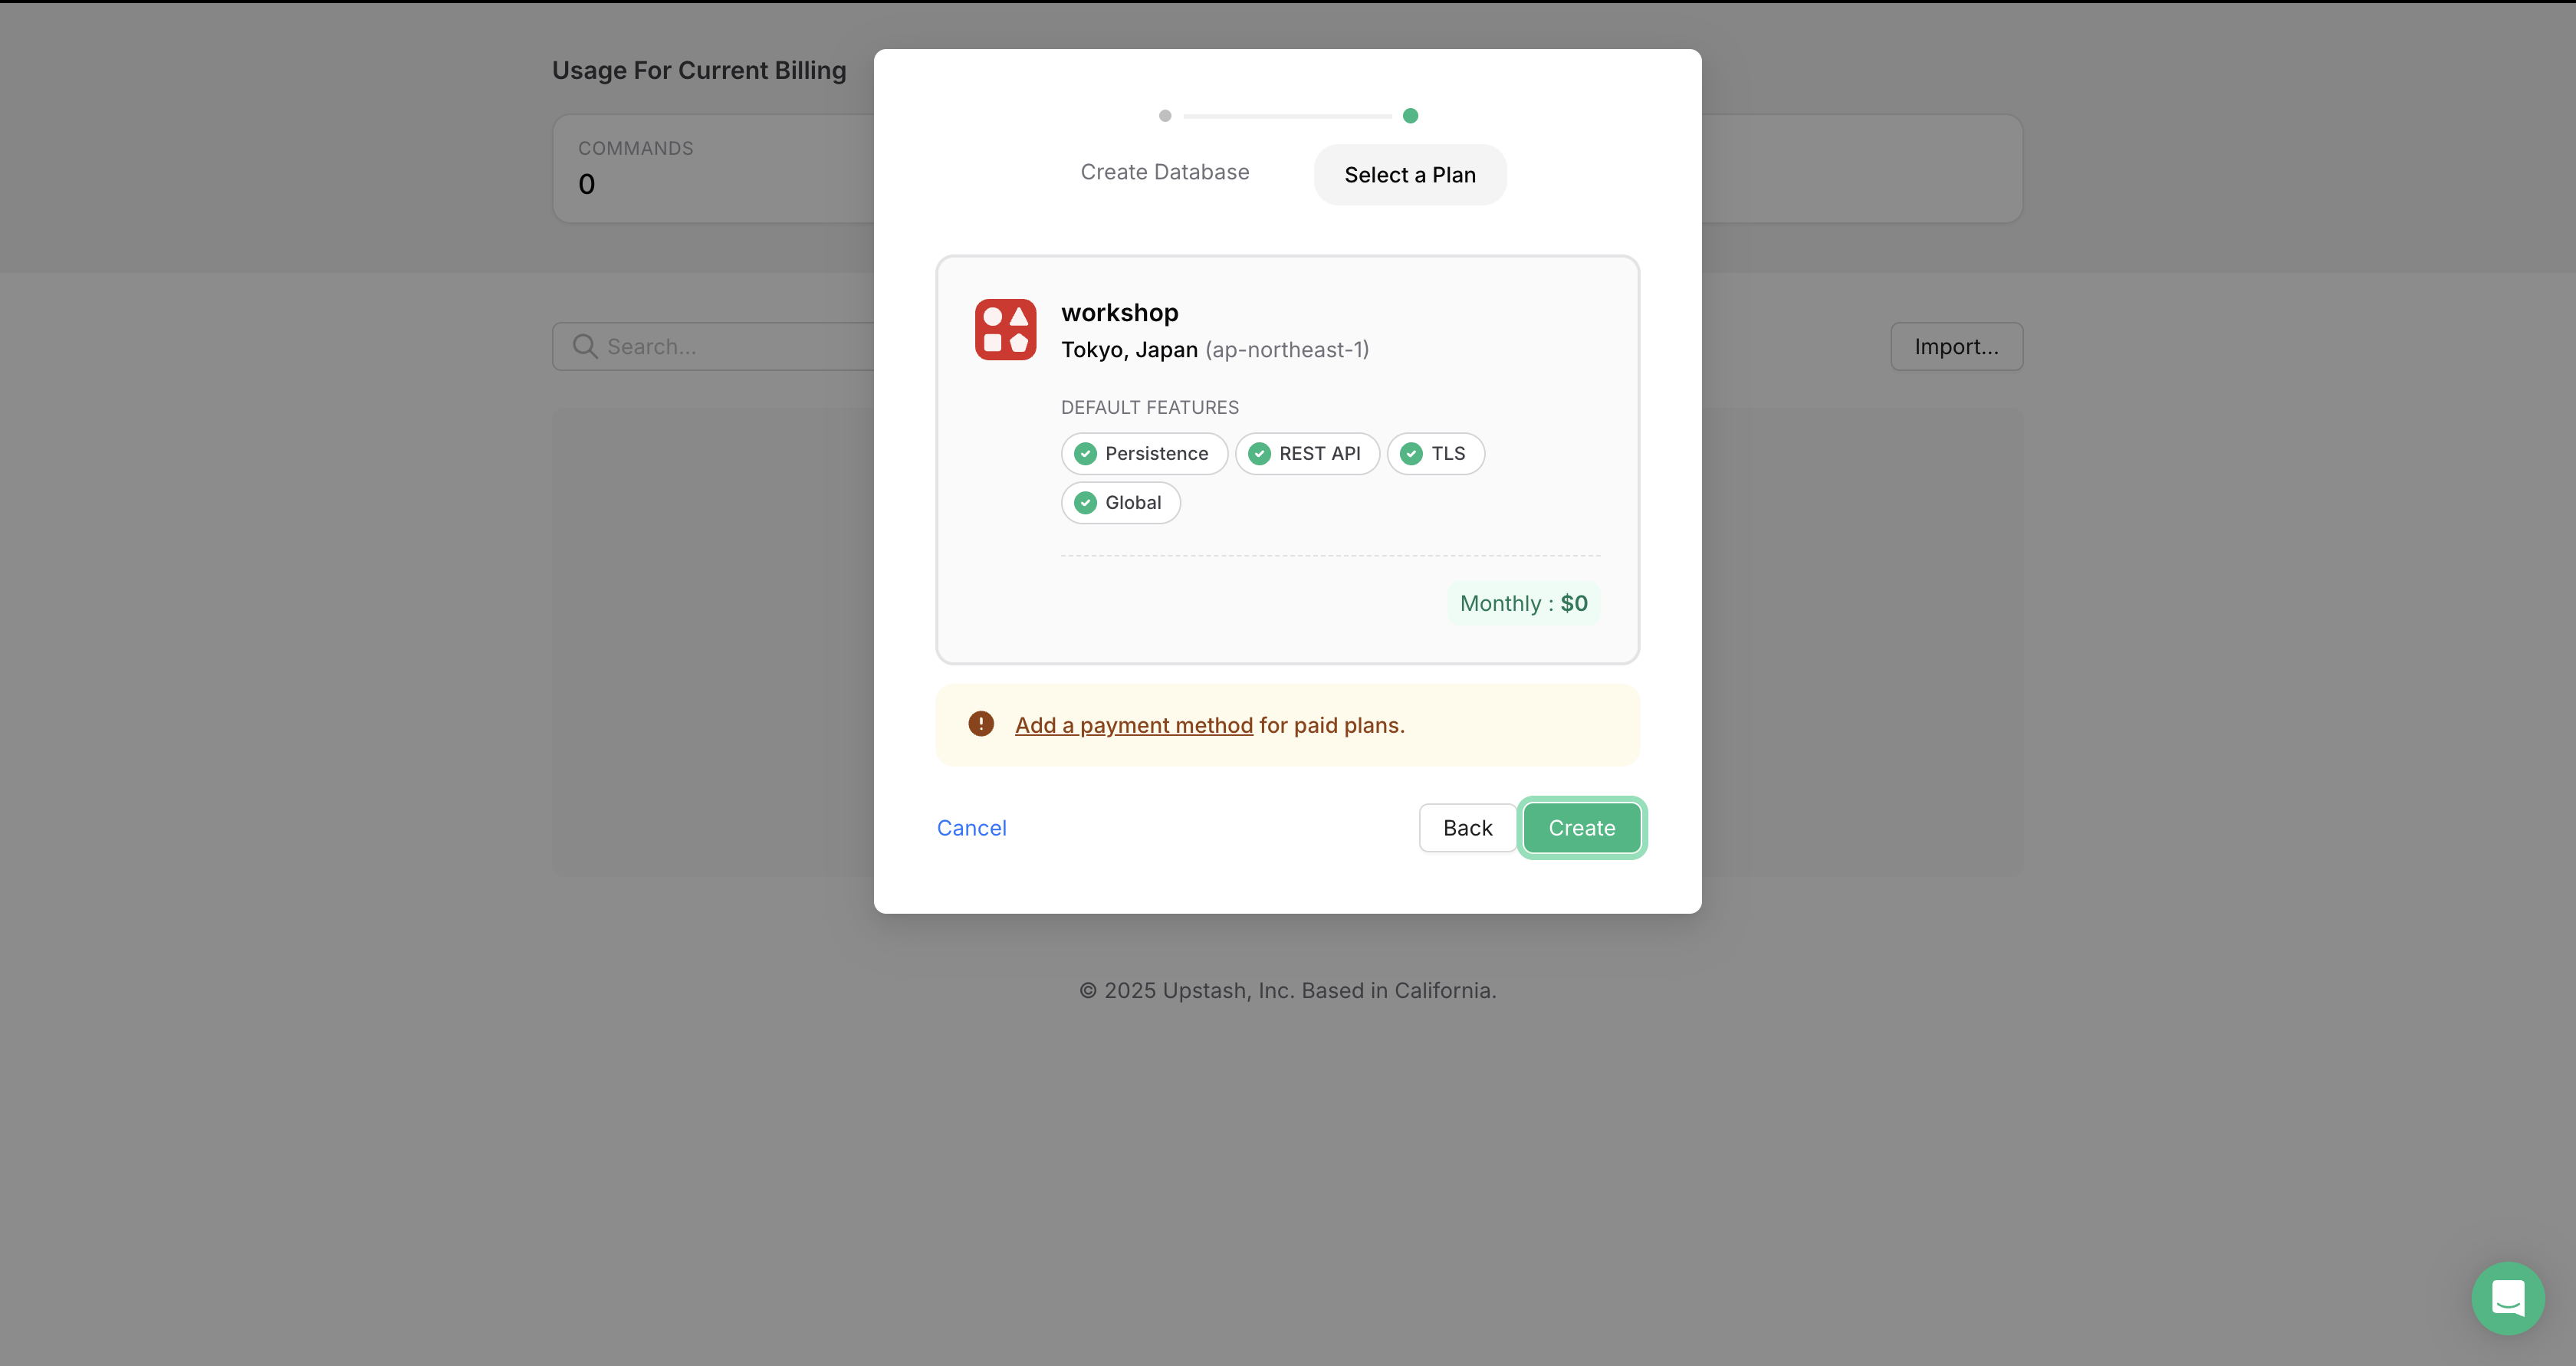 Usage For Current Billing
COMMANDS
0
Search...
Import...
Create Database
Select a Plan
workshop
Tokyo, Japan (ap-northeast-1)
DEFAULT FEATURES
Persistence
REST API
TLS
Global
Monthly : $0
Add a payment method for paid plans.
Cancel
Back
Create
© 2025 Upstash, Inc. Based in California.